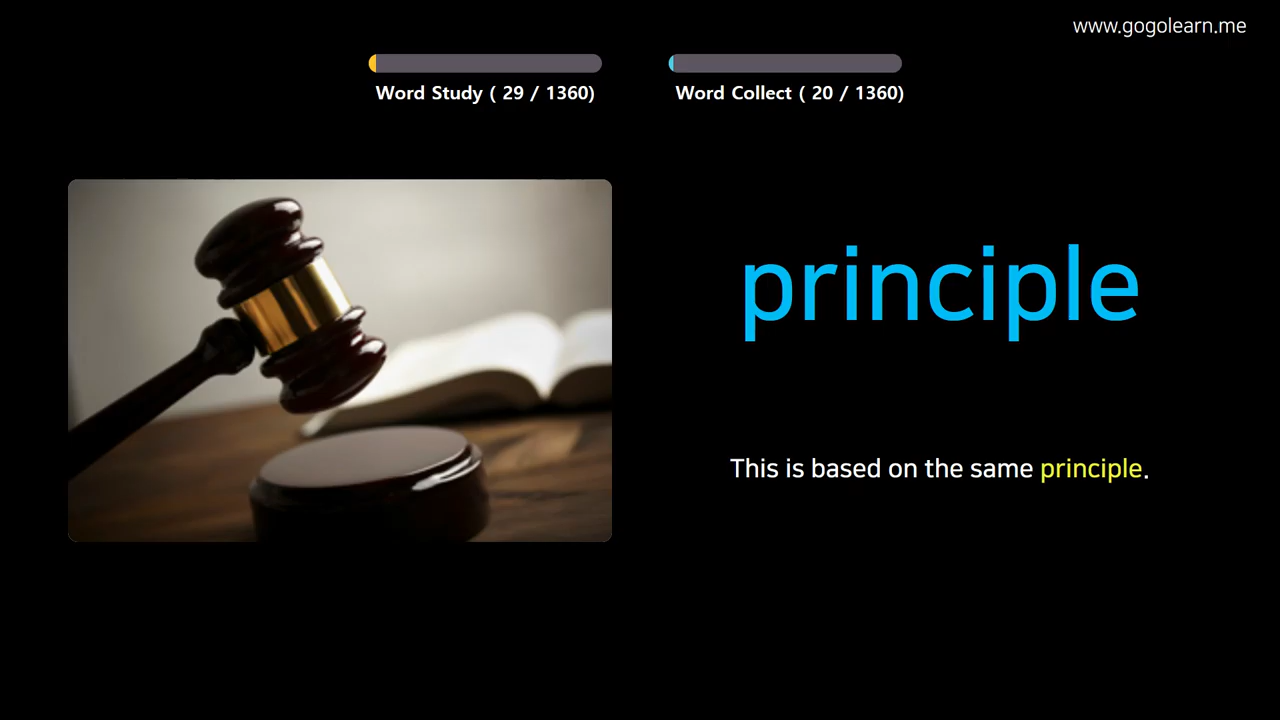 www.gogolearn.me
Word Study ( 29 / 1360)
Word Collect ( 20 / 1360)
principle
This is based on the same principle.